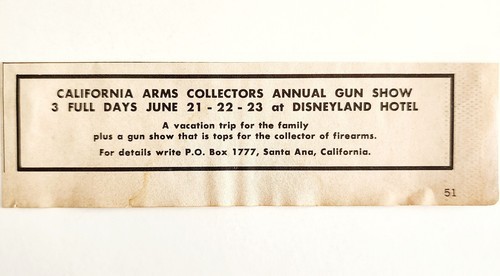 CALIFORNIA ARMS COLLECTORS ANNUAL GUN SHOW
3 FULL DAYS JUNE 21 - 22 - 23 at DISNEYLAND HOTEL
A vacation trip for the family
plus a gun show that is tops for the collector of firearms.
For details write P.O. Box 1777, Santa Ana, California.
51